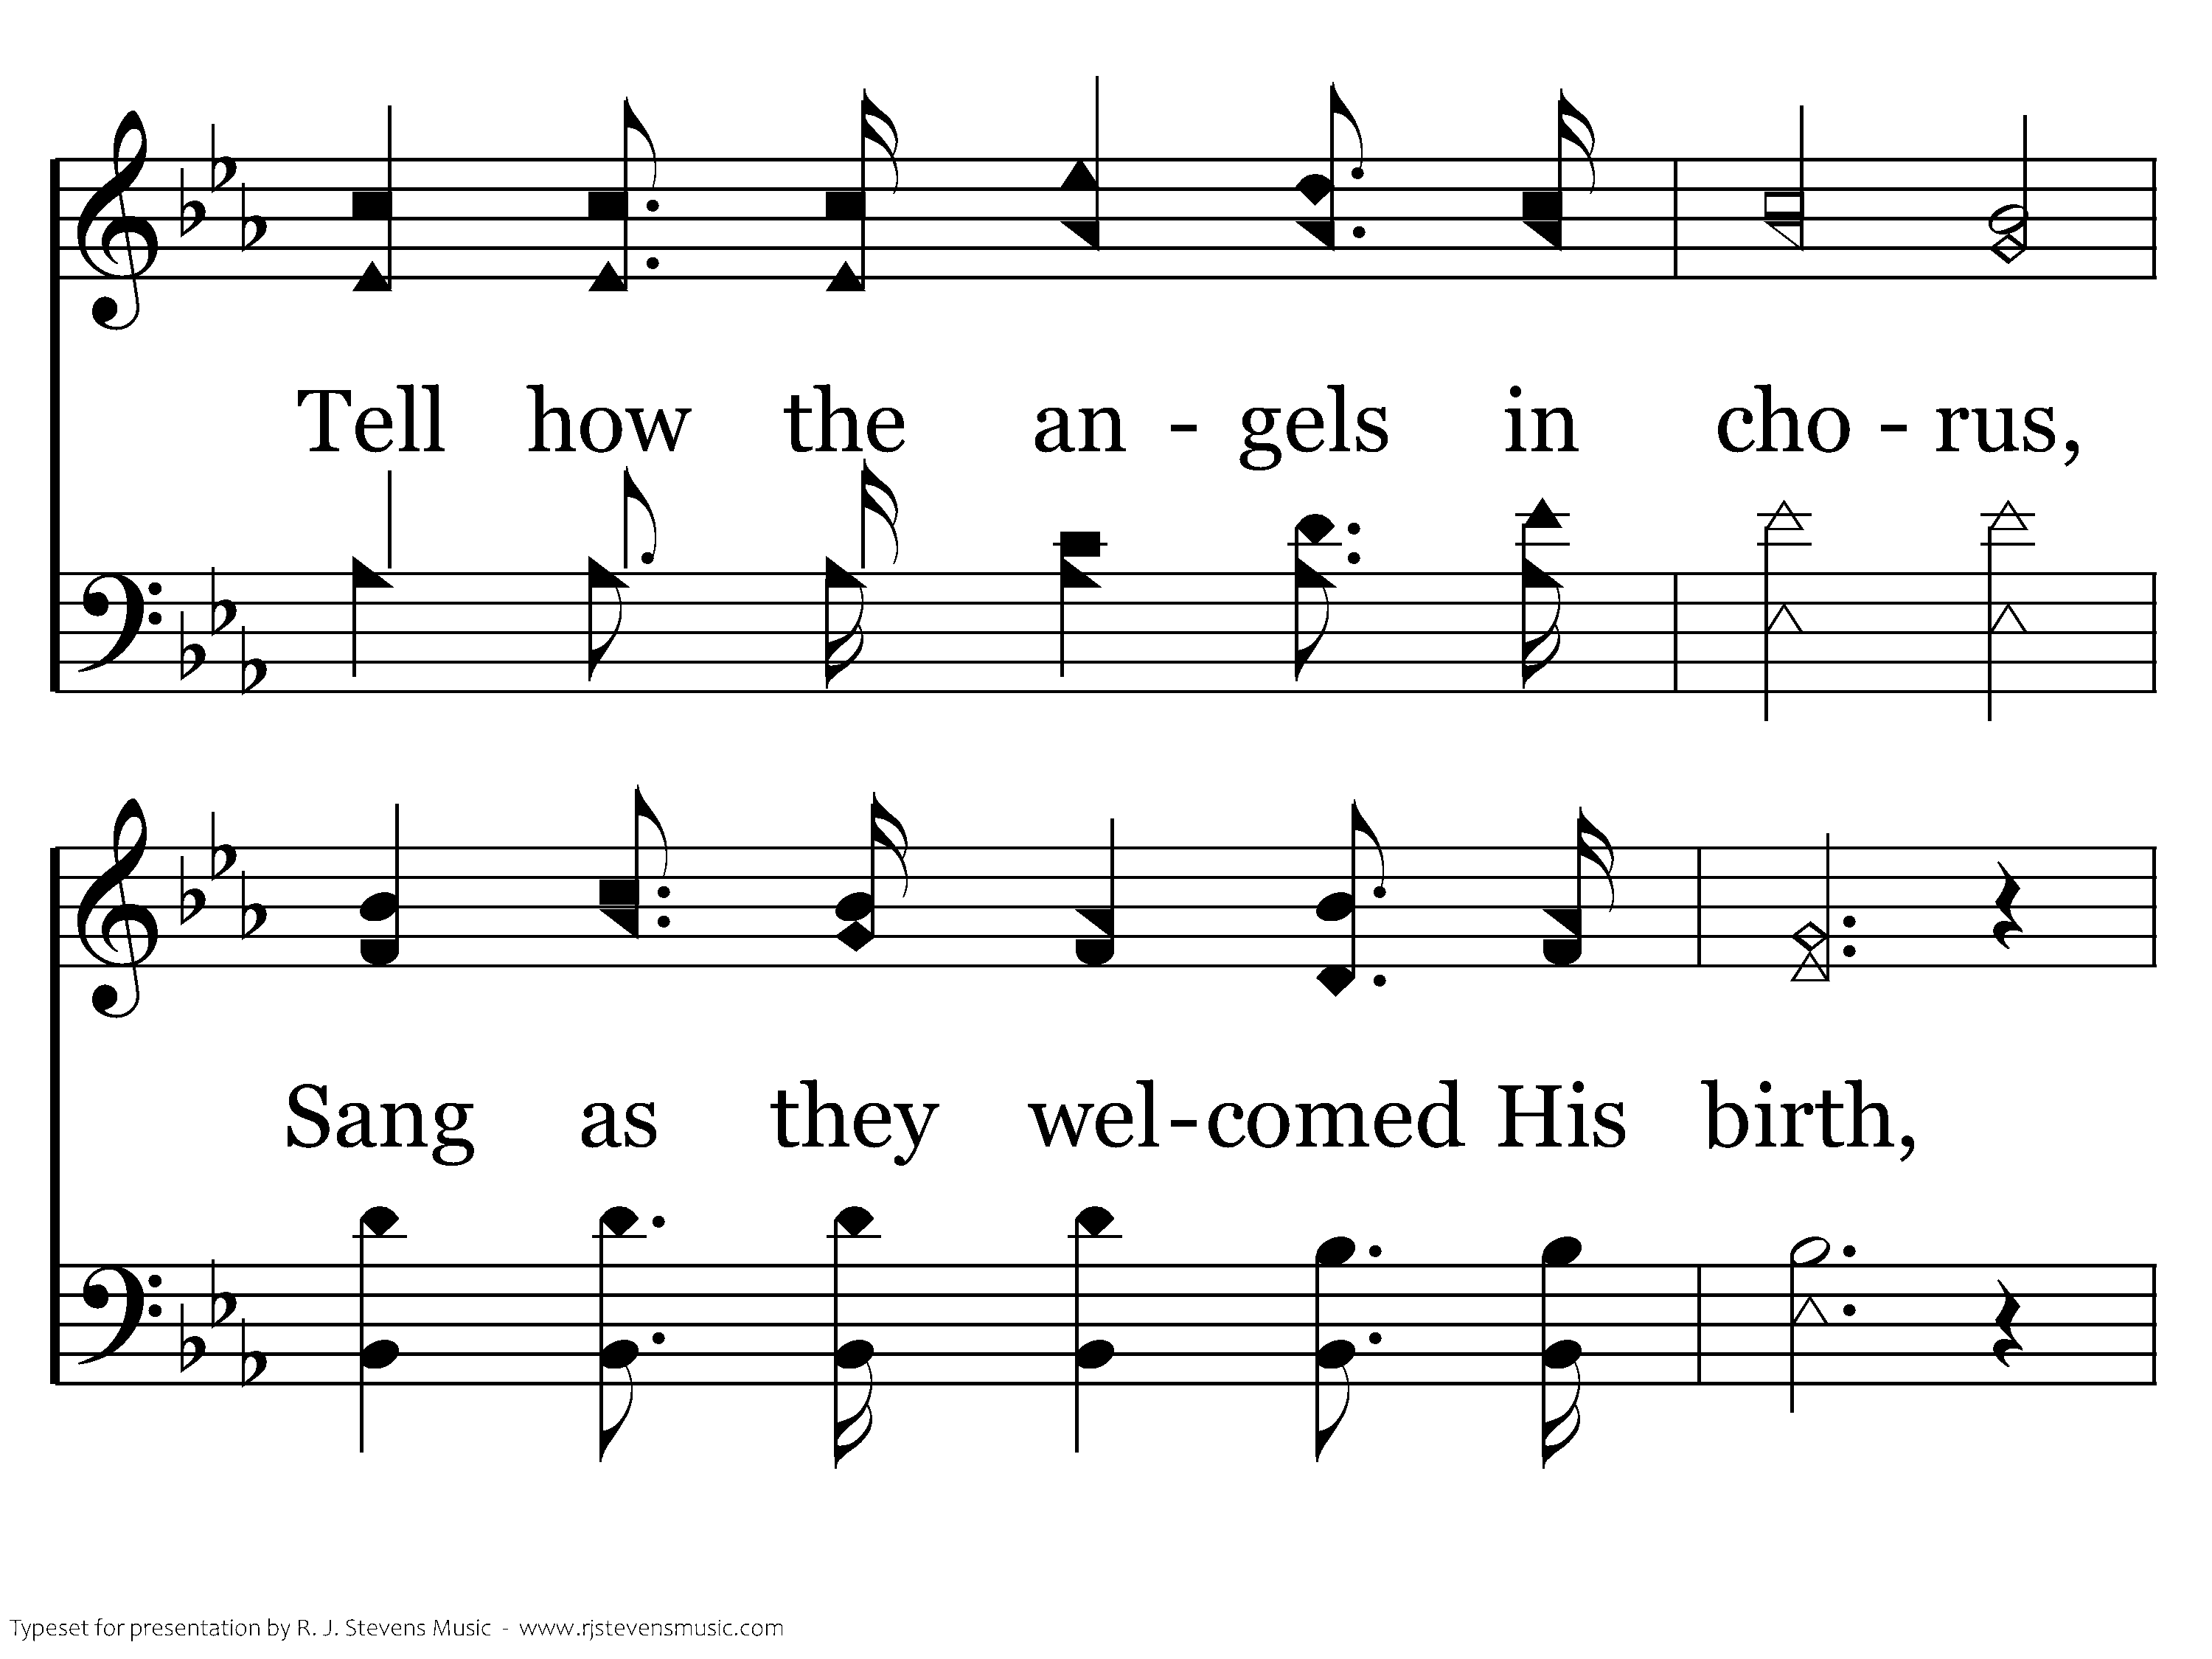 Tell how the an - gels in cho - rus,
Sang as they wel - comed His birth,
Typeset for presentation by R. J. Stevens Music - www.rjstevensmusic.com